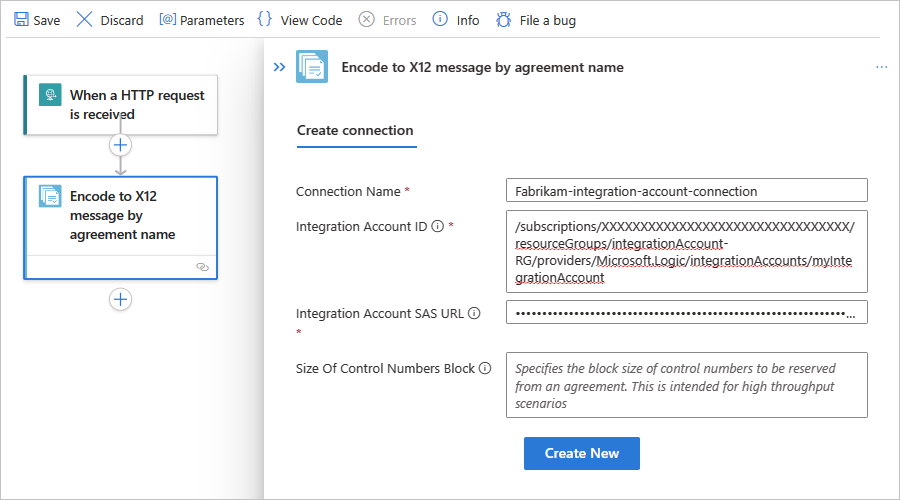 Save Discard [@] Parameters {} View Code Errors Info File a bug
When a HTTP request
is received
Encode to X12
message by
agreement name
Encode to X12 message by agreement name
...
Create connection
Connection Name *
Fabrikam-integration-account-connection
Integration Account ID *
/subscriptions/XXXXXXXXXXXXXXXXXXXXXXXXXXXXXXXX/
resourceGroups/integrationAccount-
RG/providers/Microsoft.Logic/integrationAccounts/myInte
grationAccount
Integration Account SAS URL
*
Size Of Control Numbers Block
Specifies the block size of control numbers to be reserved
from an agreement. This is intended for high throughput
scenarios
Create New